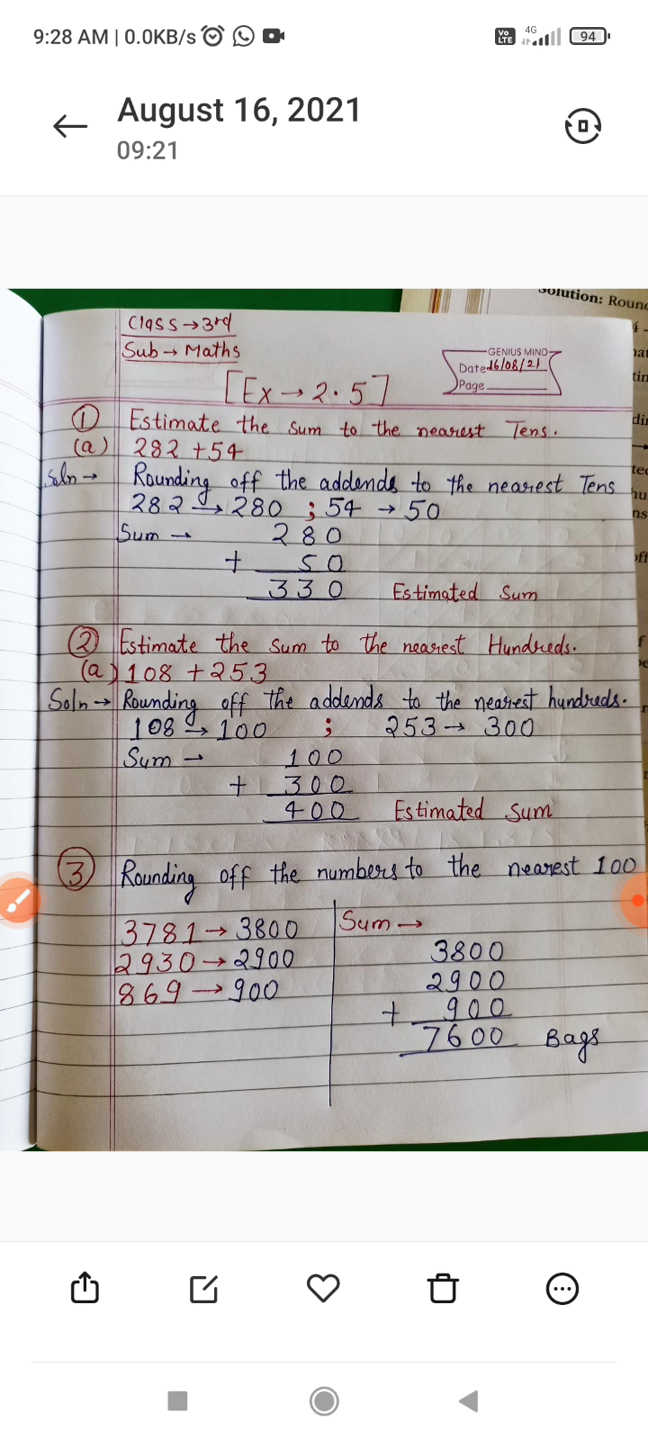 9:28 AM | 0.0KB/s
Vo LTE 4G 94
August 16, 2021
09:21
Solution: Roun
Class → 3rd
Sub → Maths
GENIUS MIND
Date 16/08/21
Page
[Ex → 2.5]
① Estimate the sum to the nearest Tens.
(a) 282 + 54
Soln → Rounding off the addends to the nearest Tens
282 → 280 ; 54 → 50
Sum → 280
+ 50
330 Estimated Sum
② Estimate the sum to the nearest Hundreds.
(a) 108 + 253
Soln → Rounding off the addends to the nearest hundreds.
108 → 100 ; 253 → 300
Sum → 100
+ 300
400 Estimated Sum
③ Rounding off the numbers to the nearest 100
3781 → 3800
2930 → 2900
869 → 900
Sum →
3800
2900
+ 900
7600 Bags